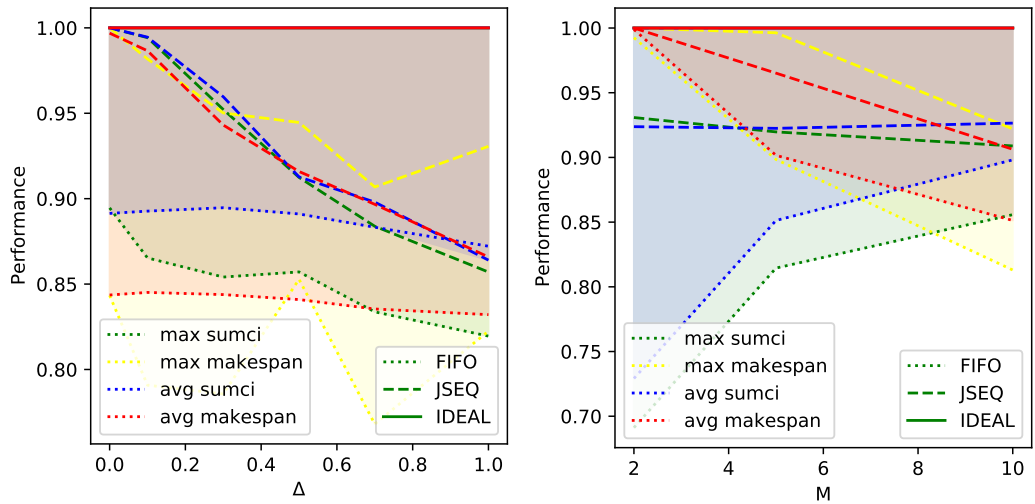 1.00
0.95
0.90
0.85
0.80
Performance
max sumci
max makespan
avg sumci
avg makespan
FIFO
JSEQ
IDEAL
0.0 0.2 0.4 0.6 0.8 1.0
Δ
1.00
0.95
0.90
0.85
0.80
0.75
0.70
Performance
max sumci
max makespan
avg sumci
avg makespan
FIFO
JSEQ
IDEAL
2 4 6 8 10
M